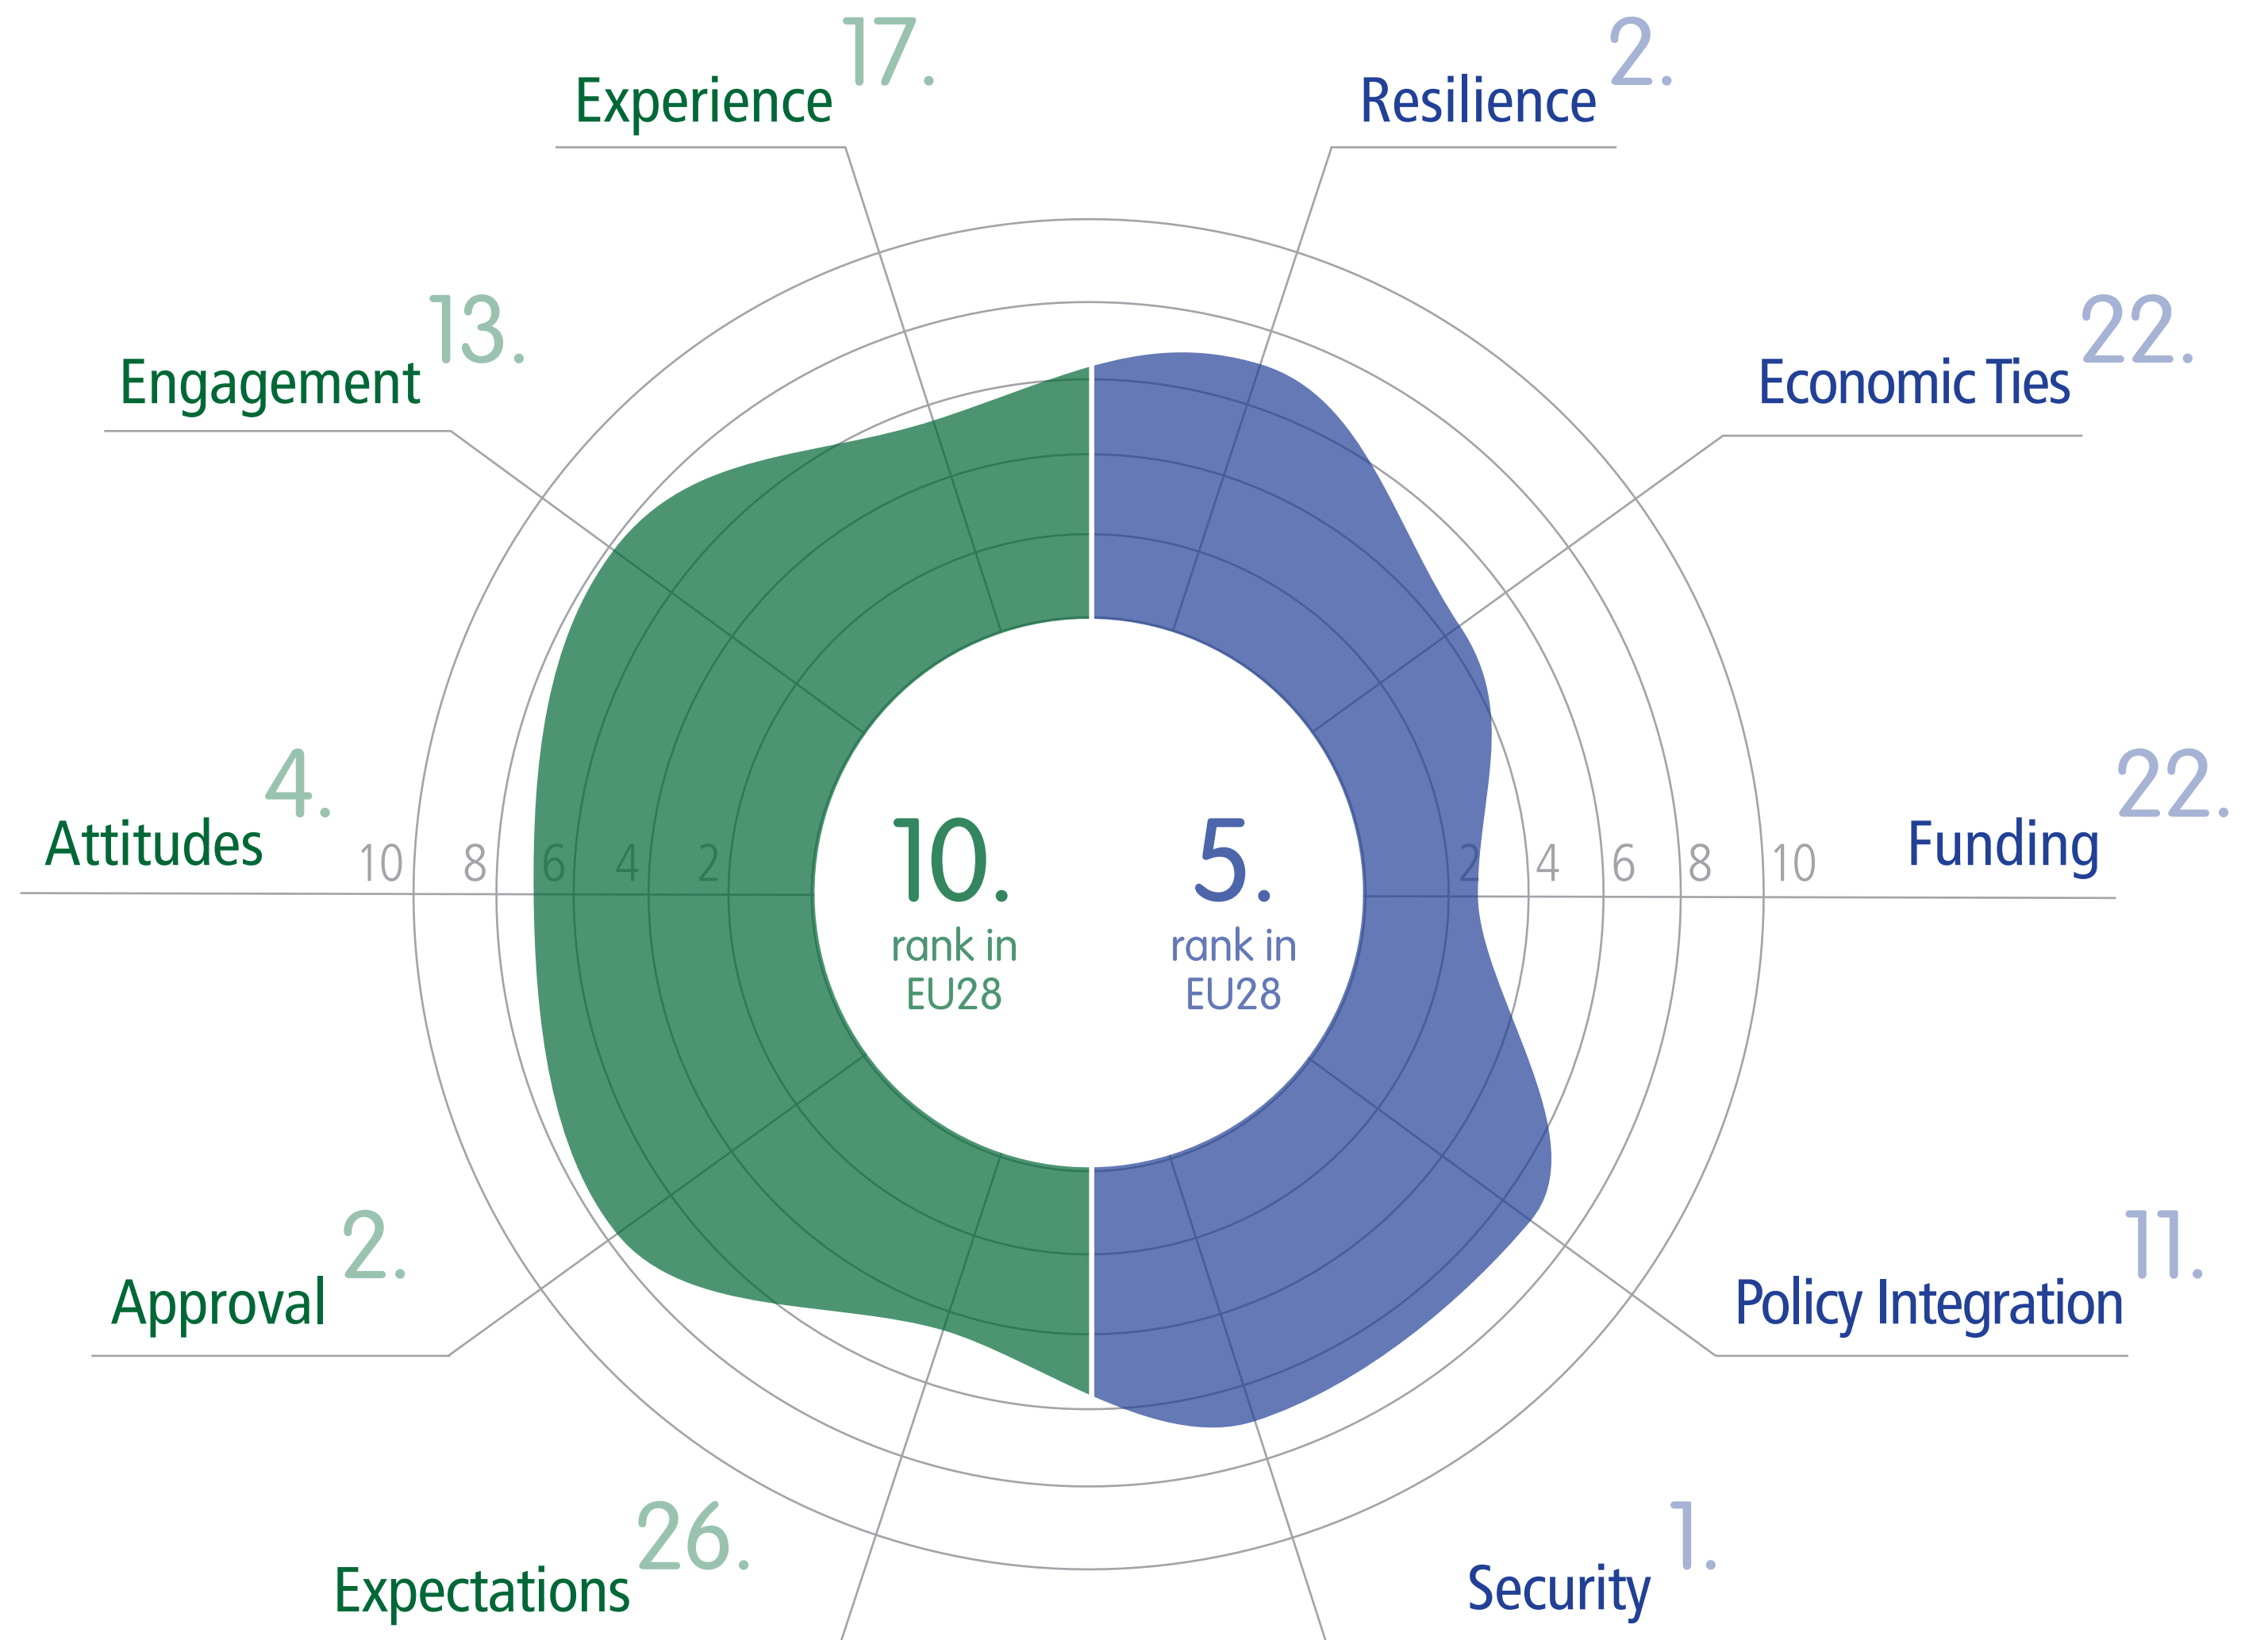 Experience 17.
Resilience 2.
Engagement 13.
Economic Ties 22.
Attitudes 4.
Funding 22.
10 8 6 4 2
2 4 6 8 10
10.
rank in
EU28
5.
rank in
EU28
Approval 2.
Policy Integration 11.
Expectations 26.
Security 1.